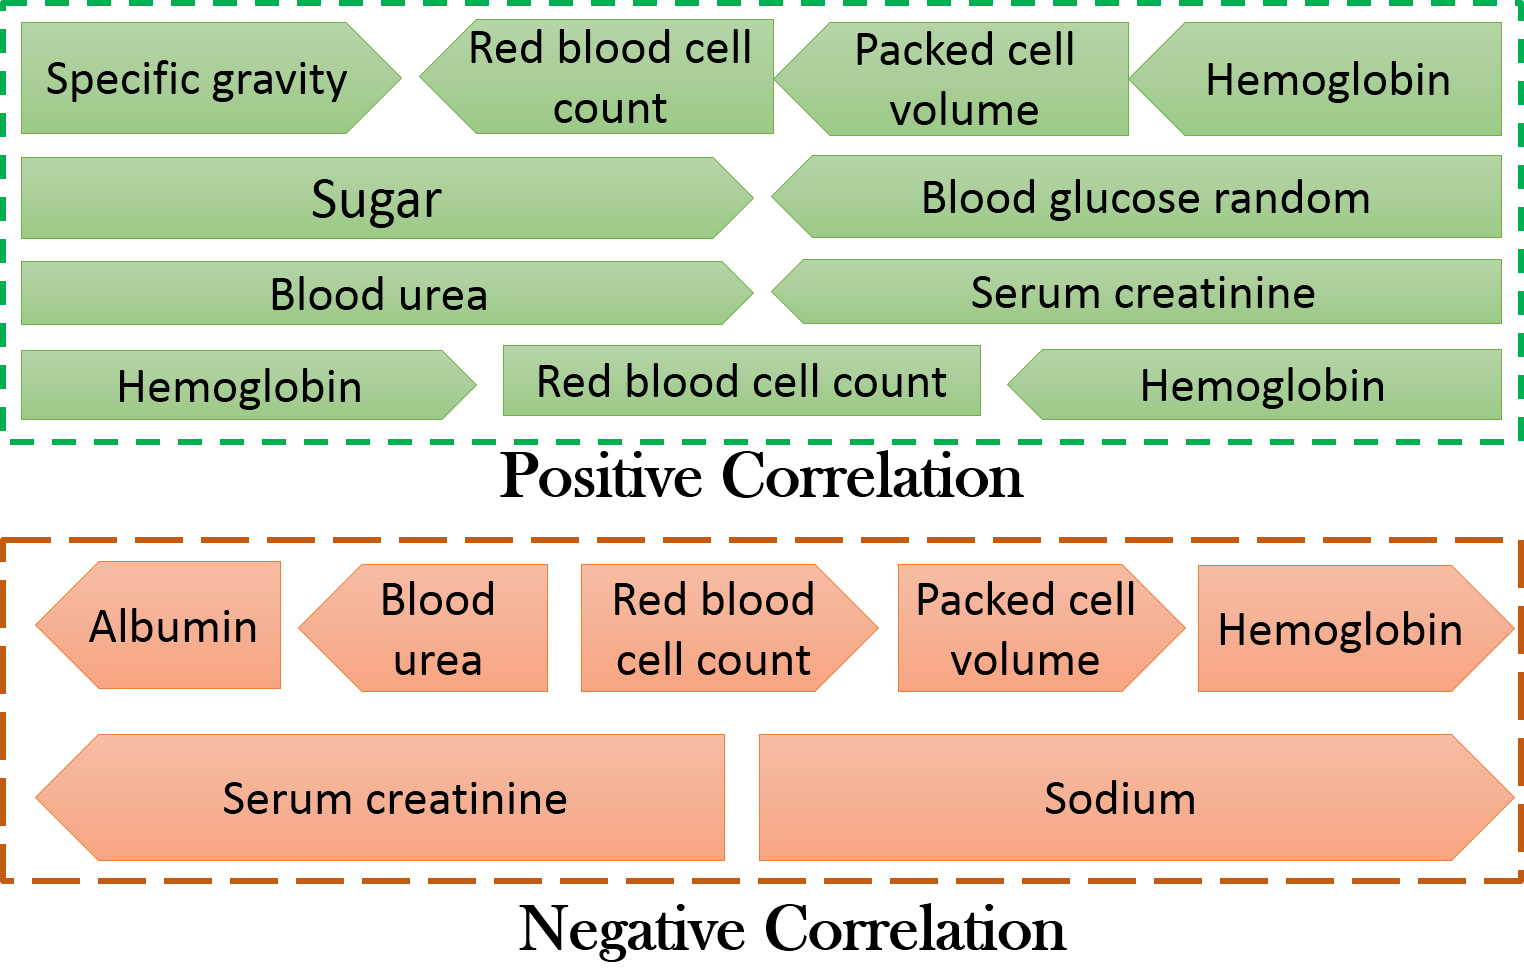 Specific gravity
Red blood cell
count
Packed cell
volume
Hemoglobin
Sugar
Blood glucose random
Blood urea
Serum creatinine
Hemoglobin
Red blood cell count
Hemoglobin
Positive Correlation
Albumin
Blood
urea
Red blood
cell count
Packed cell
volume
Hemoglobin
Serum creatinine
Sodium
Negative Correlation